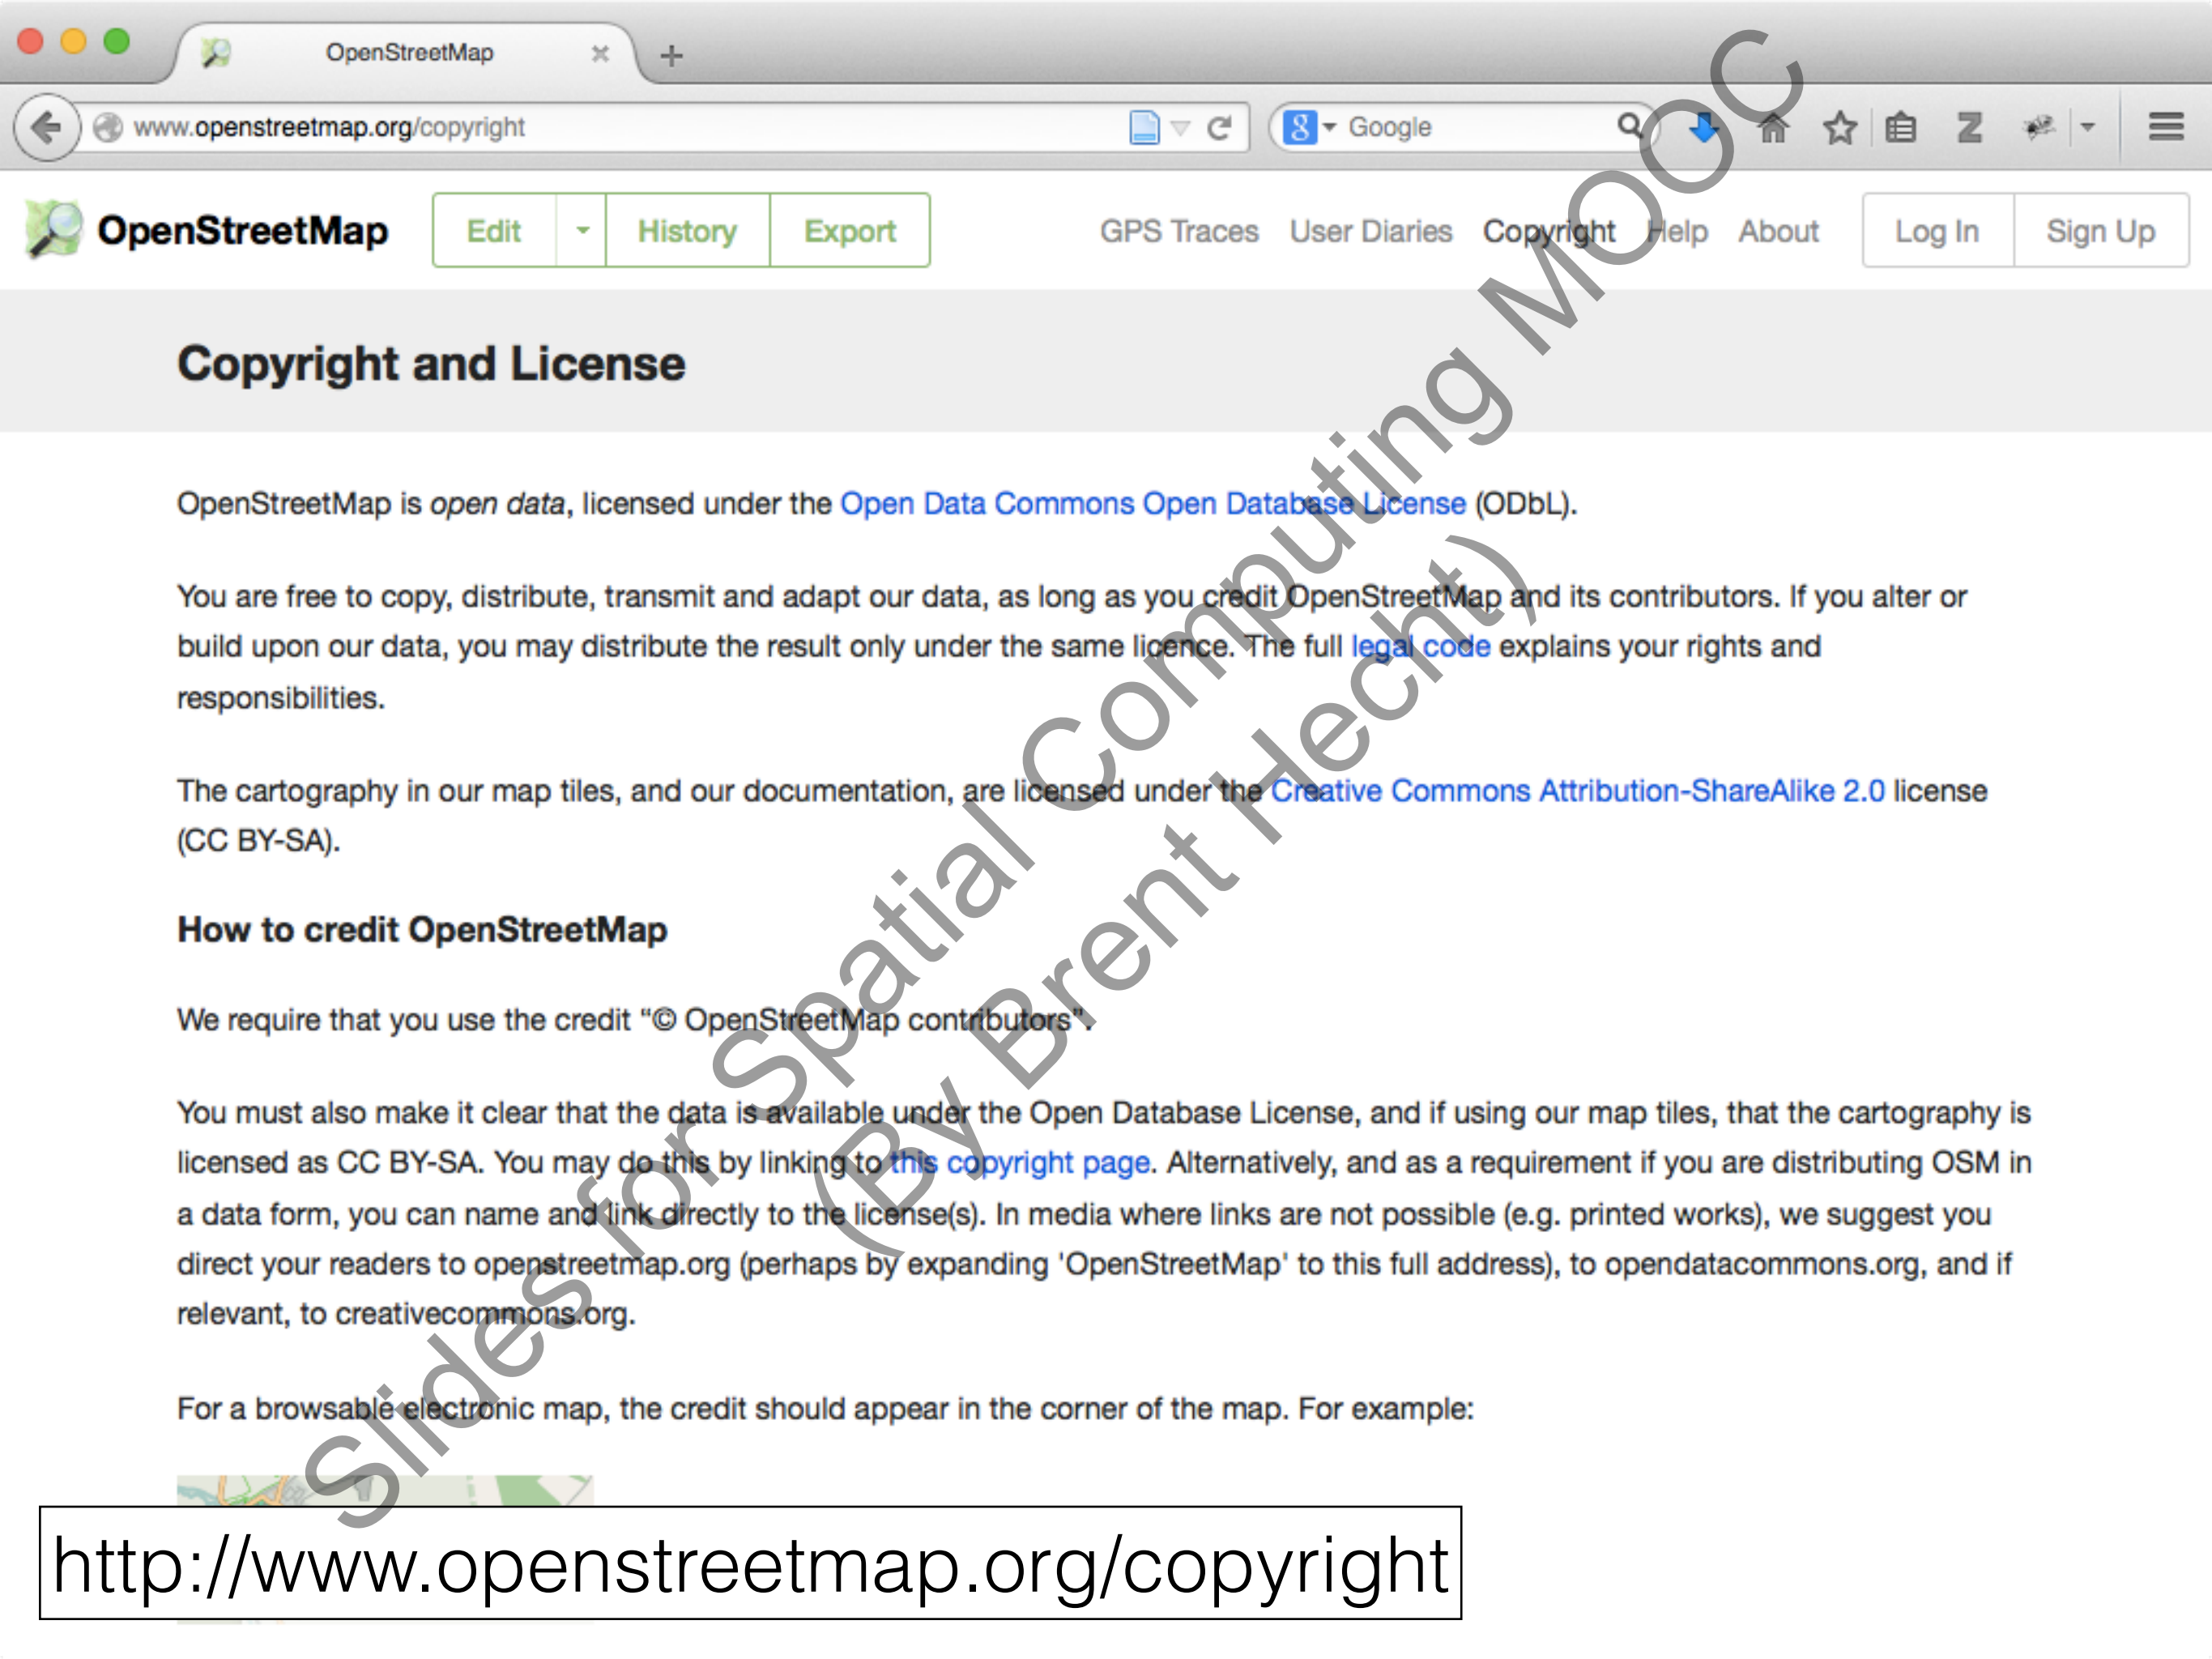 OpenStreetMap
www.openstreetmap.org/copyright
Google
OpenStreetMap Edit History Export GPS Traces User Diaries Copyright Help About Log In Sign Up
Copyright and License
OpenStreetMap is open data, licensed under the Open Data Commons Open Database License (ODbL).
You are free to copy, distribute, transmit and adapt our data, as long as you credit OpenStreetMap and its contributors. If you alter or
build upon our data, you may distribute the result only under the same licence. The full legal code explains your rights and
responsibilities.
The cartography in our map tiles, and our documentation, are licensed under the Creative Commons Attribution-ShareAlike 2.0 license
(CC BY-SA).
How to credit OpenStreetMap
We require that you use the credit “© OpenStreetMap contributors”.
You must also make it clear that the data is available under the Open Database License, and if using our map tiles, that the cartography is
licensed as CC BY-SA. You may do this by linking to this copyright page. Alternatively, and as a requirement if you are distributing OSM in
a data form, you can name and link directly to the license(s). In media where links are not possible (e.g. printed works), we suggest you
direct your readers to openstreetmap.org (perhaps by expanding 'OpenStreetMap' to this full address), to opendatacommons.org, and if
relevant, to creativecommons.org.
For a browsable electronic map, the credit should appear in the corner of the map. For example:
http://www.openstreetmap.org/copyright
Slides for Spatial Computing MOOC
(By Brent Hecht)